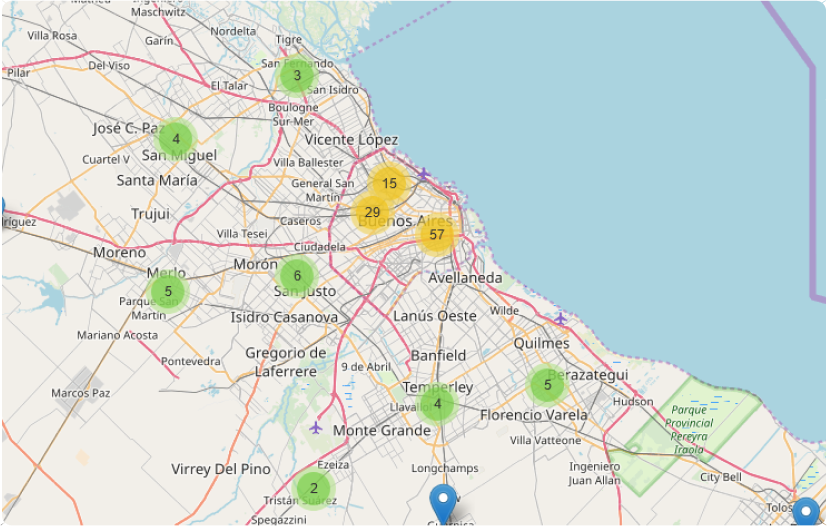 Maschwitz
Nordelta
Villa Rosa
Garín
Tigre
Pilar
Del Viso
San Fernando
3
El Talar
San Isidro
Boulogne
Sur Mer
José C. Paz
4
Vicente López
Cuartel V
San Miguel
Villa Ballester
Santa María
General San
Martín
15
Trujui
29
Buenos Aires
Caseros
57
Villa Tesei
Ciudadela
Moreno
Morón
Merlo
6
Avellaneda
5
San Justo
Parque San
Martín
Isidro Casanova
Lanús Oeste
Wilde
Mariano Acosta
Quilmes
Gregorio de
Laferrere
Banfield
Pontevedra
9 de Abril
Berazategui
Marcos Paz
Temperley
5
4
Hudson
Florencio Varela
Parque
Provincial
Pereyra
Iraola
Monte Grande
Villa Vatteone
Virrey Del Pino
Ezeiza
Longchamps
Ingeniero
Juan Allan
City Bell
2
Tristán Suárez
Spegazzini